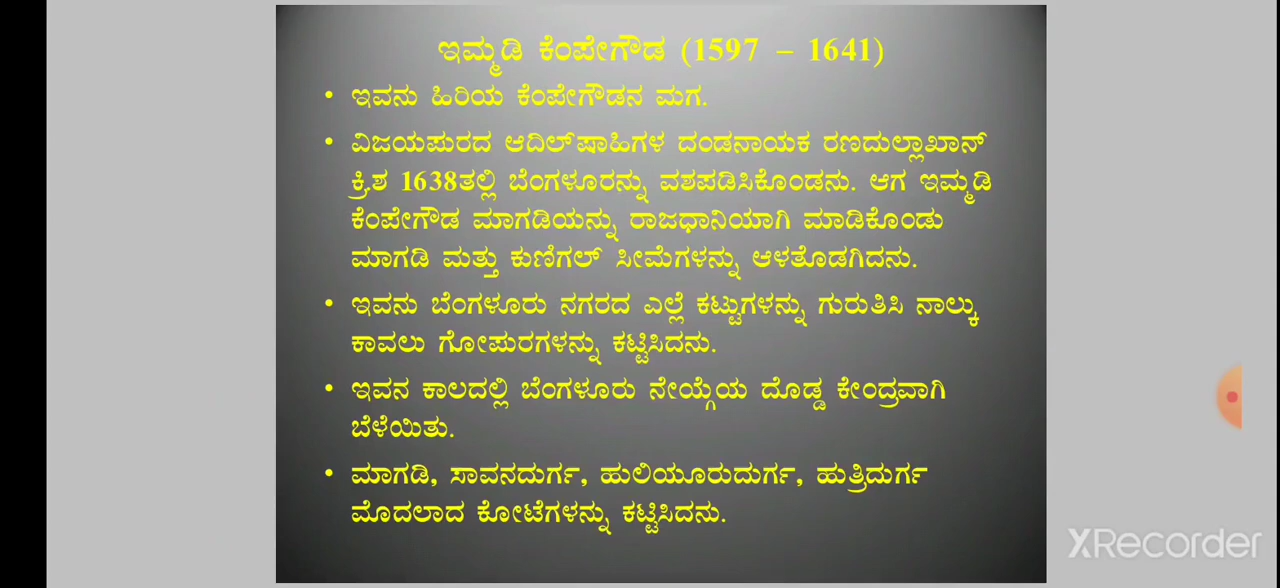 ಇಮ್ಮಡಿ ಕೆಂಪೇಗೌಡ (1597 – 1641)
• ಇವನು ಹಿರಿಯ ಕೆಂಪೇಗೌಡನ ಮಗ.
• ವಿಜಯಪುರದ ಆದಿಲ್‌ಷಾಹಿಗಳ ದಂಡನಾಯಕ ರಣದುಲ್ಲಾಖಾನ್
ಕ್ರಿ.ಶ 1638ತಲ್ಲಿ ಬೆಂಗಳೂರನ್ನು ವಶಪಡಿಸಿಕೊಂಡನು. ಆಗ ಇಮ್ಮಡಿ
ಕೆಂಪೇಗೌಡ ಮಾಗಡಿಯನ್ನು ರಾಜಧಾನಿಯಾಗಿ ಮಾಡಿಕೊಂಡು
ಮಾಗಡಿ ಮತ್ತು ಕುಣಿಗಲ್ ಸೀಮೆಗಳನ್ನು ಆಳತೊಡಗಿದನು.
• ಇವನು ಬೆಂಗಳೂರು ನಗರದ ಎಲ್ಲೆ ಕಟ್ಟುಗಳನ್ನು ಗುರುತಿಸಿ ನಾಲ್ಕು
ಕಾವಲು ಗೋಪುರಗಳನ್ನು ಕಟ್ಟಿಸಿದನು.
• ಇವನ ಕಾಲದಲ್ಲಿ ಬೆಂಗಳೂರು ನೇಯ್ಗೆಯ ದೊಡ್ಡ ಕೇಂದ್ರವಾಗಿ
ಬೆಳೆಯಿತು.
• ಮಾಗಡಿ, ಸಾವನದುರ್ಗ, ಹುಲಿಯೂರುದುರ್ಗ, ಹುತ್ರಿದುರ್ಗ
ಮೊದಲಾದ ಕೋಟೆಗಳನ್ನು ಕಟ್ಟಿಸಿದನು.
XRecorder